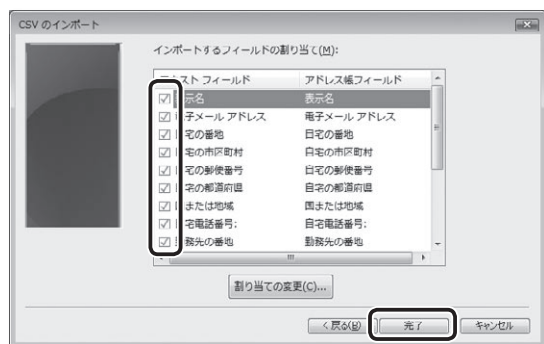 CSV のインポート
インポートするフィールドの割り当て(M):
テキスト フィールド アドレス帳フィールド
表示名 表示名
電子メール アドレス 電子メール アドレス
自宅の番地 自宅の番地
自宅の市区町村 自宅の市区町村
自宅の郵便番号 自宅の郵便番号
自宅の都道府県 自宅の都道府県
国または地域 国または地域
自宅電話番号: 自宅電話番号:
勤務先の番地 勤務先の番地
割り当ての変更(C)...
< 戻る(B) 完了 キャンセル